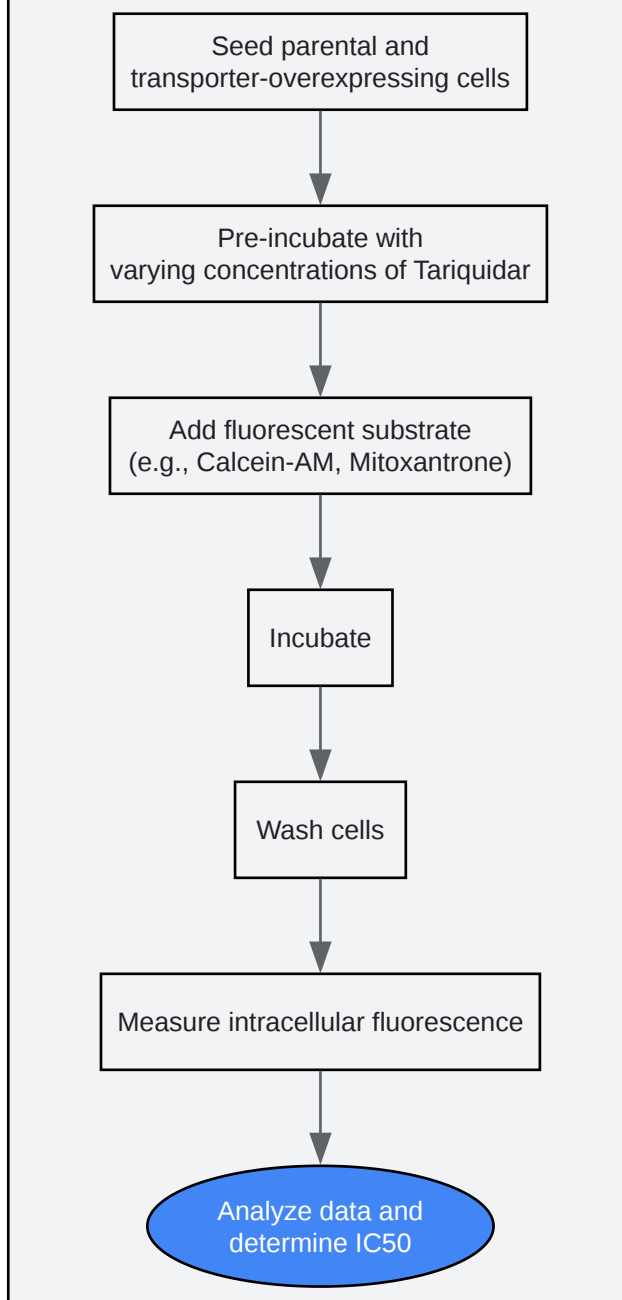 Seed parental and
transporter-overexpressing cells
Pre-incubate with
varying concentrations of Tariquidar
Add fluorescent substrate
(e.g., Calcein-AM, Mitoxantrone)
Incubate
Wash cells
Measure intracellular fluorescence
Analyze data and
determine IC50